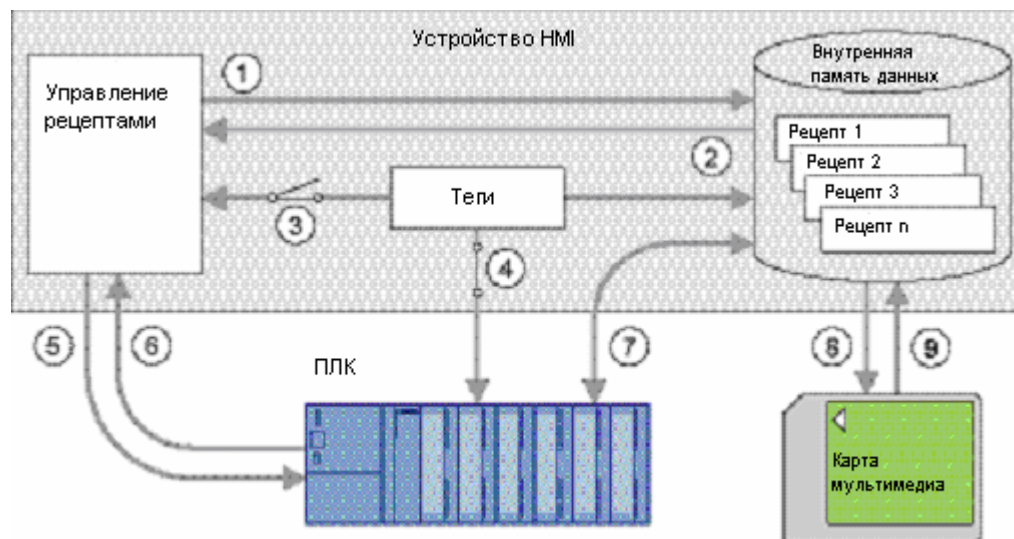 Устройство HMI
Управление
рецептами
1
Внутренняя
память данных
Рецепт 1
Рецепт 2
Рецепт 3
Рецепт n
2
Теги
3
4
5
6
ПЛК
7
8
9
Карта
мультимедиа